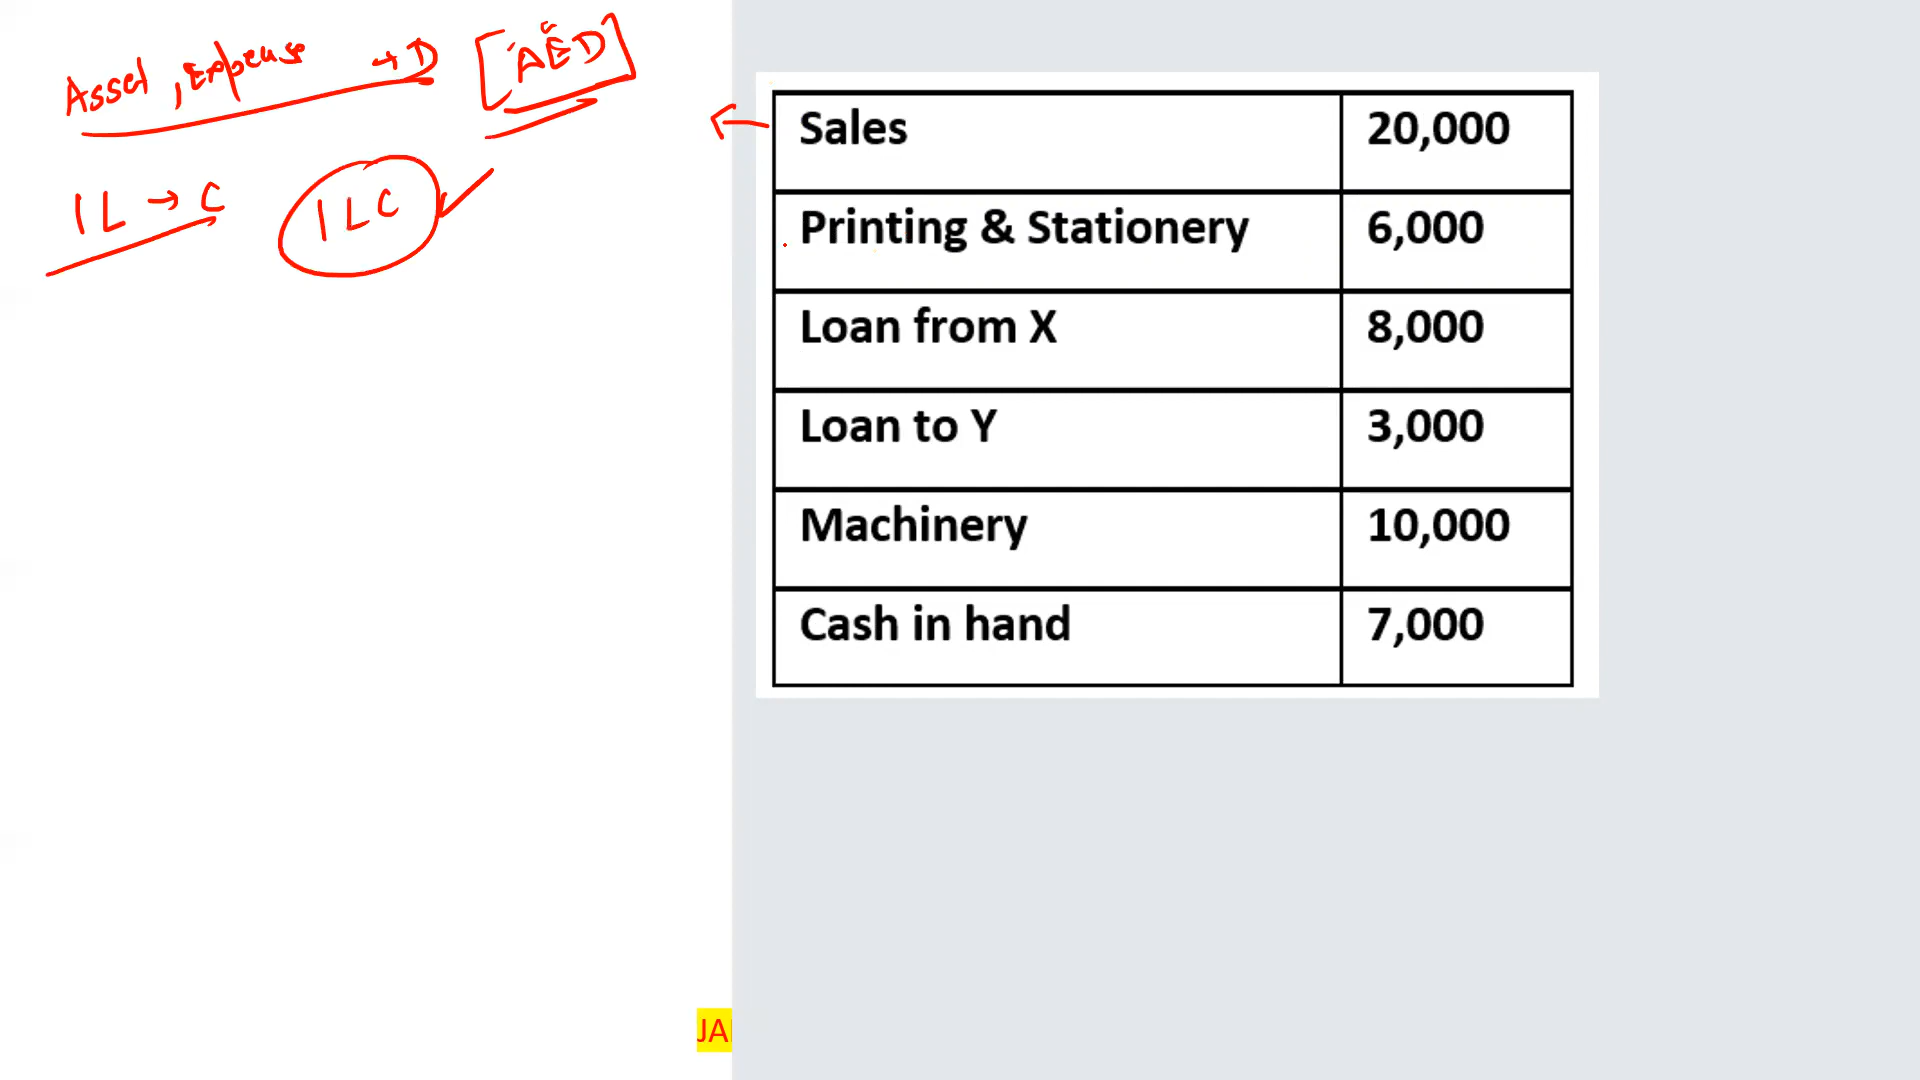 Asset, Expense → D [AED]
IL → C ILC
Sales 20,000
Printing & Stationery 6,000
Loan from X 8,000
Loan to Y 3,000
Machinery 10,000
Cash in hand 7,000
JA